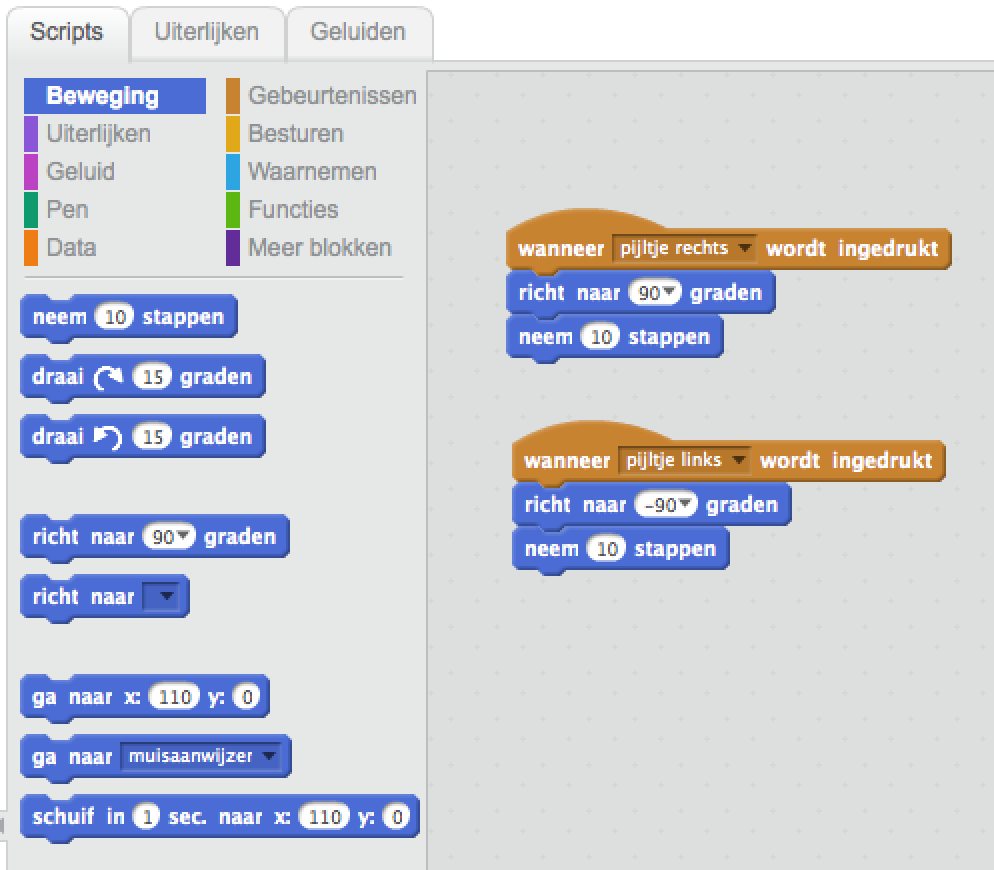 Scripts Uiterlijken Geluiden
Beweging Gebeurtenissen
Uiterlijken Besturen
Geluid Waarnemen
Pen Functies
Data Meer blokken
neem 10 stappen
draai 15 graden
draai 15 graden
richt naar 90 graden
richt naar
ga naar x: 110 y: 0
ga naar muisaanwijzer
schuif in 1 sec. naar x: 110 y: 0
wanneer pijltje rechts wordt ingedrukt
richt naar 90 graden
neem 10 stappen
wanneer pijltje links wordt ingedrukt
richt naar -90 graden
neem 10 stappen